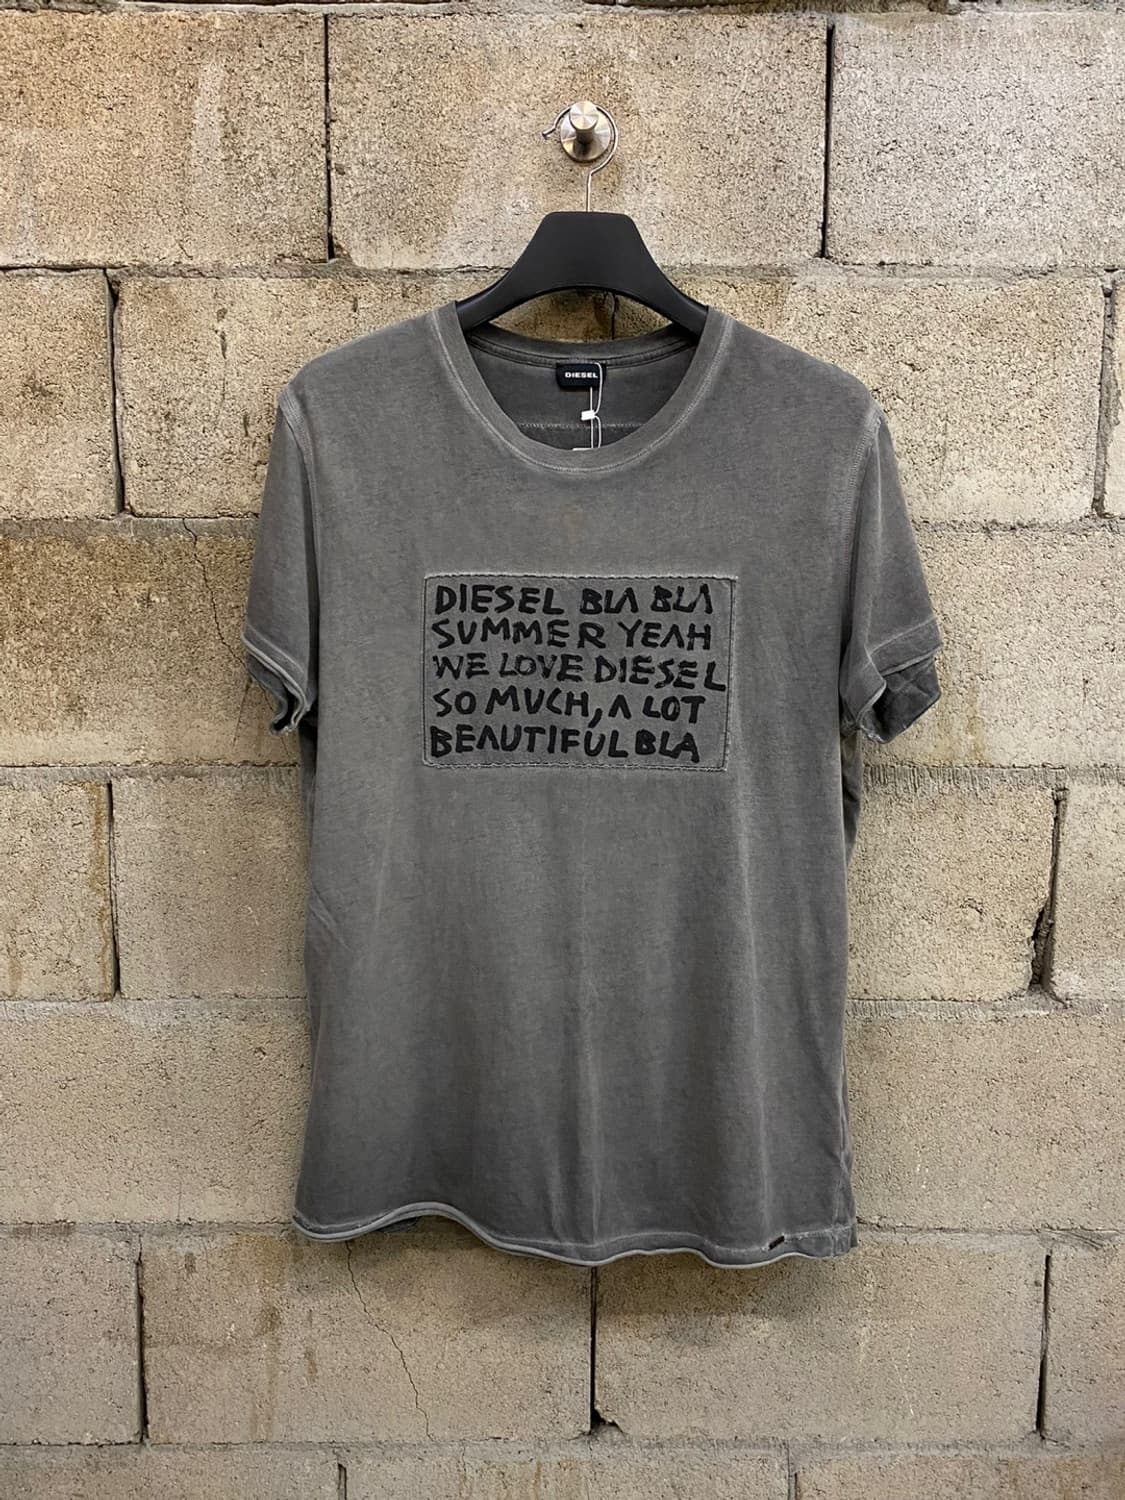 DIESEL
DIESEL BLA BLA
SUMMER YEAH
WE LOVE DIESEL
SO MUCH, A LOT
BEAUTIFUL BLA